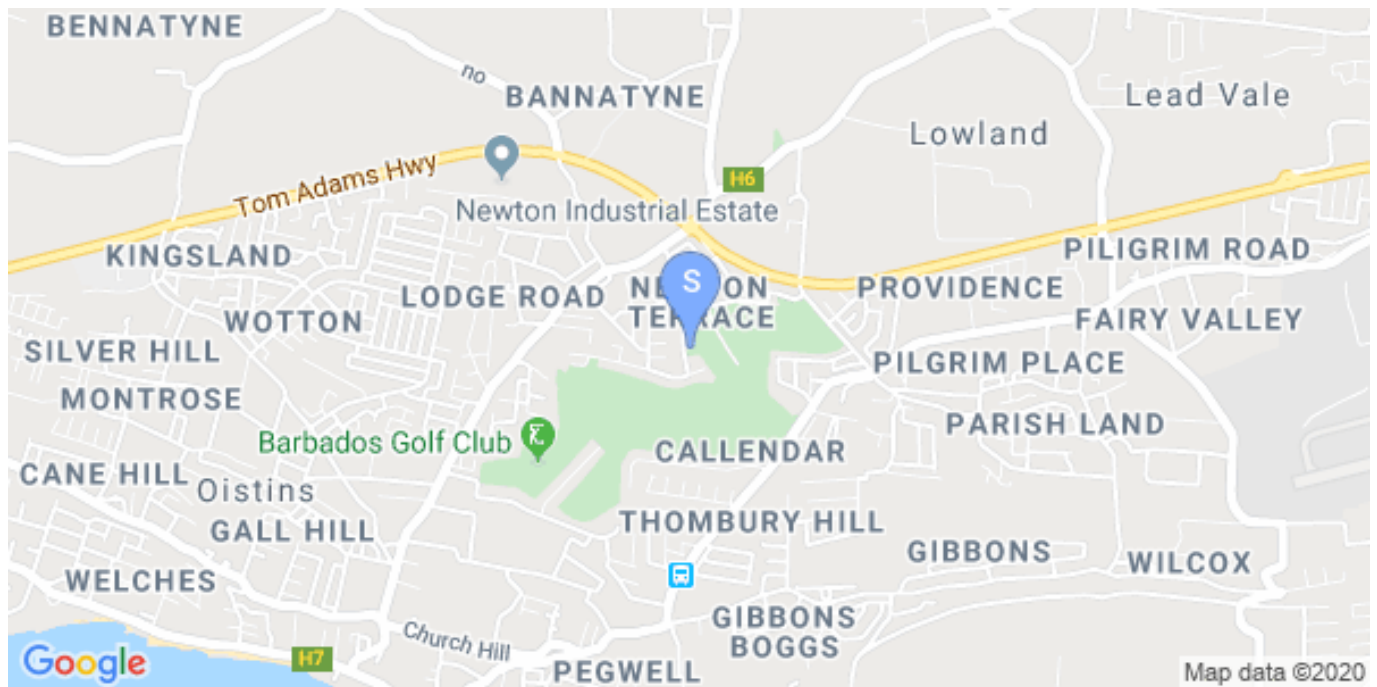 BENNATYNE
no
BANNATYNE
Lead Vale
Lowland
Tom Adams Hwy
H6
Newton Industrial Estate
KINGSLAND
PILIGRIM ROAD
S
LODGE ROAD
NEWTON
TERRACE
PROVIDENCE
WOTTON
FAIRY VALLEY
SILVER HILL
PILGRIM PLACE
MONTROSE
PARISH LAND
Barbados Golf Club
CALLENDAR
CANE HILL
Oistins
GALL HILL
THOMBURY HILL
GIBBONS
WILCOX
WELCHES
GIBBONS
BOGGS
Church Hill
H7
PEGWELL
Google
Map data ©2020